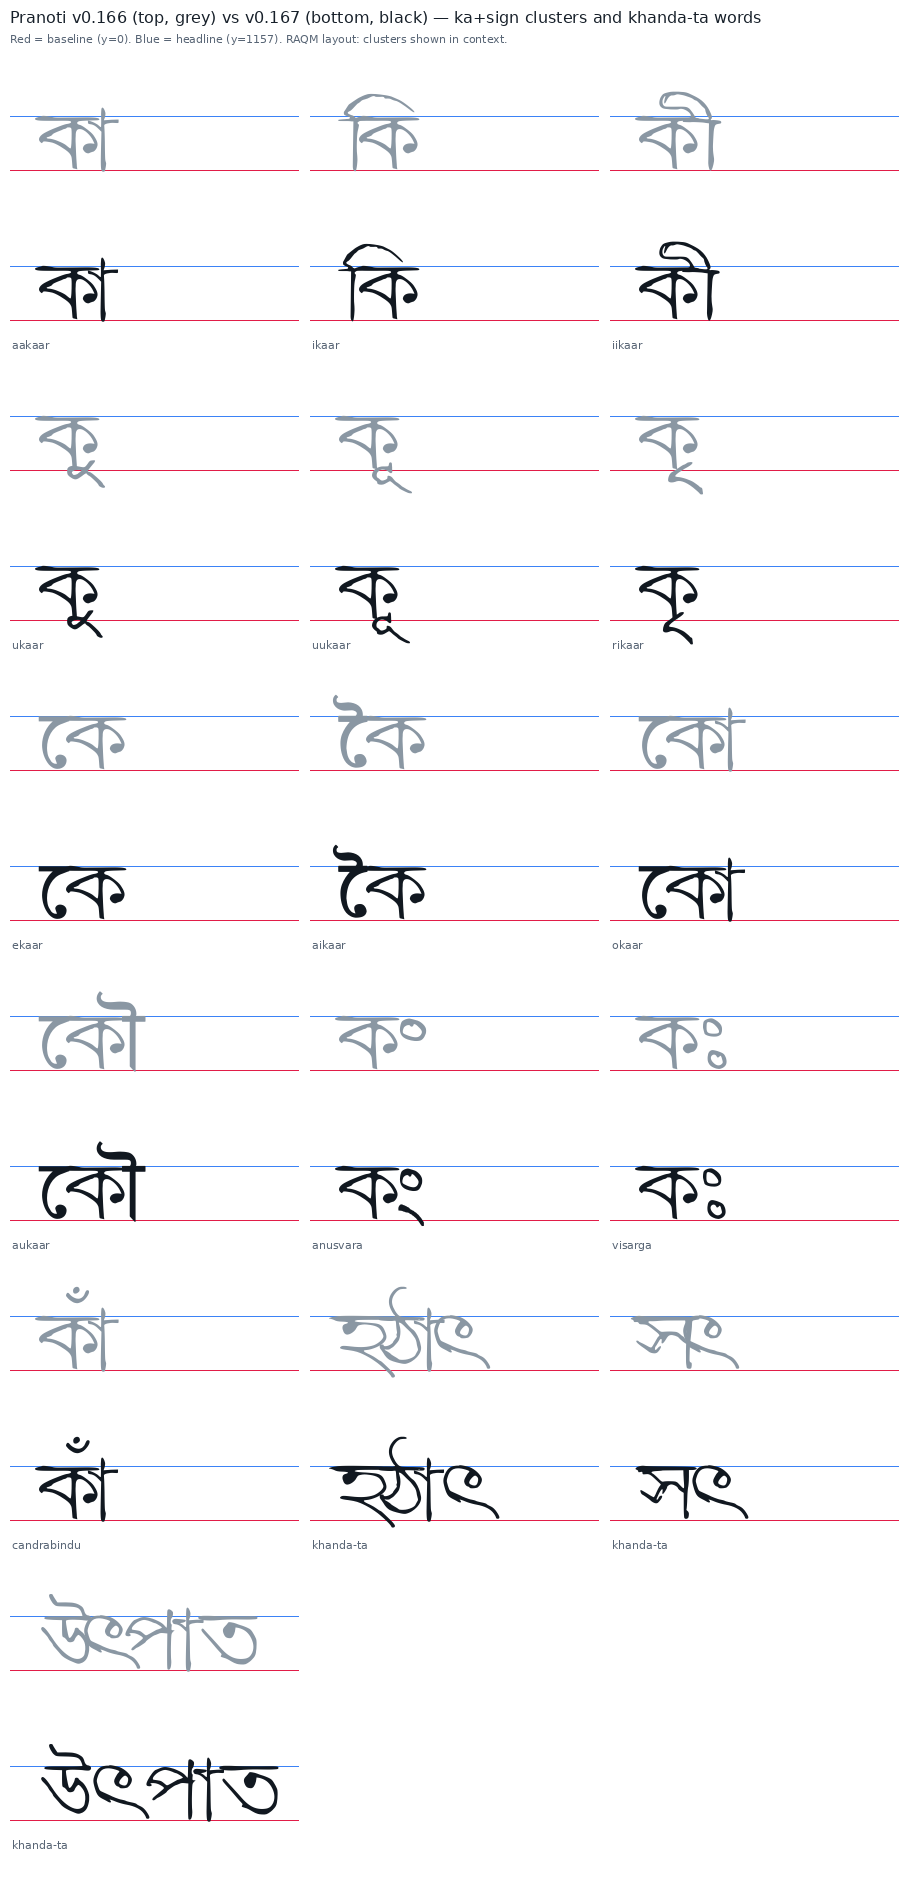 Pranoti v0.166 (top, grey) vs v0.167 (bottom, black) — ka+sign clusters and khanda-ta words
Red = baseline (y=0). Blue = headline (y=1157). RAQM layout: clusters shown in context.
কা কি কী
কা কি কী
aakaar ikaar iikaar
কু কূ কৃ
কু কূ কৃ
ukaar uukaar rikaar
কে কৈ কো
কে কৈ কো
ekaar aikaar okaar
কৌ কং কঃ
কৌ কং কঃ
aukaar anusvara visarga
কাঁ হঠাৎ সৎ
কাঁ হঠাৎ সৎ
candrabindu khanda-ta khanda-ta
উৎপাত
উৎপাত
khanda-ta